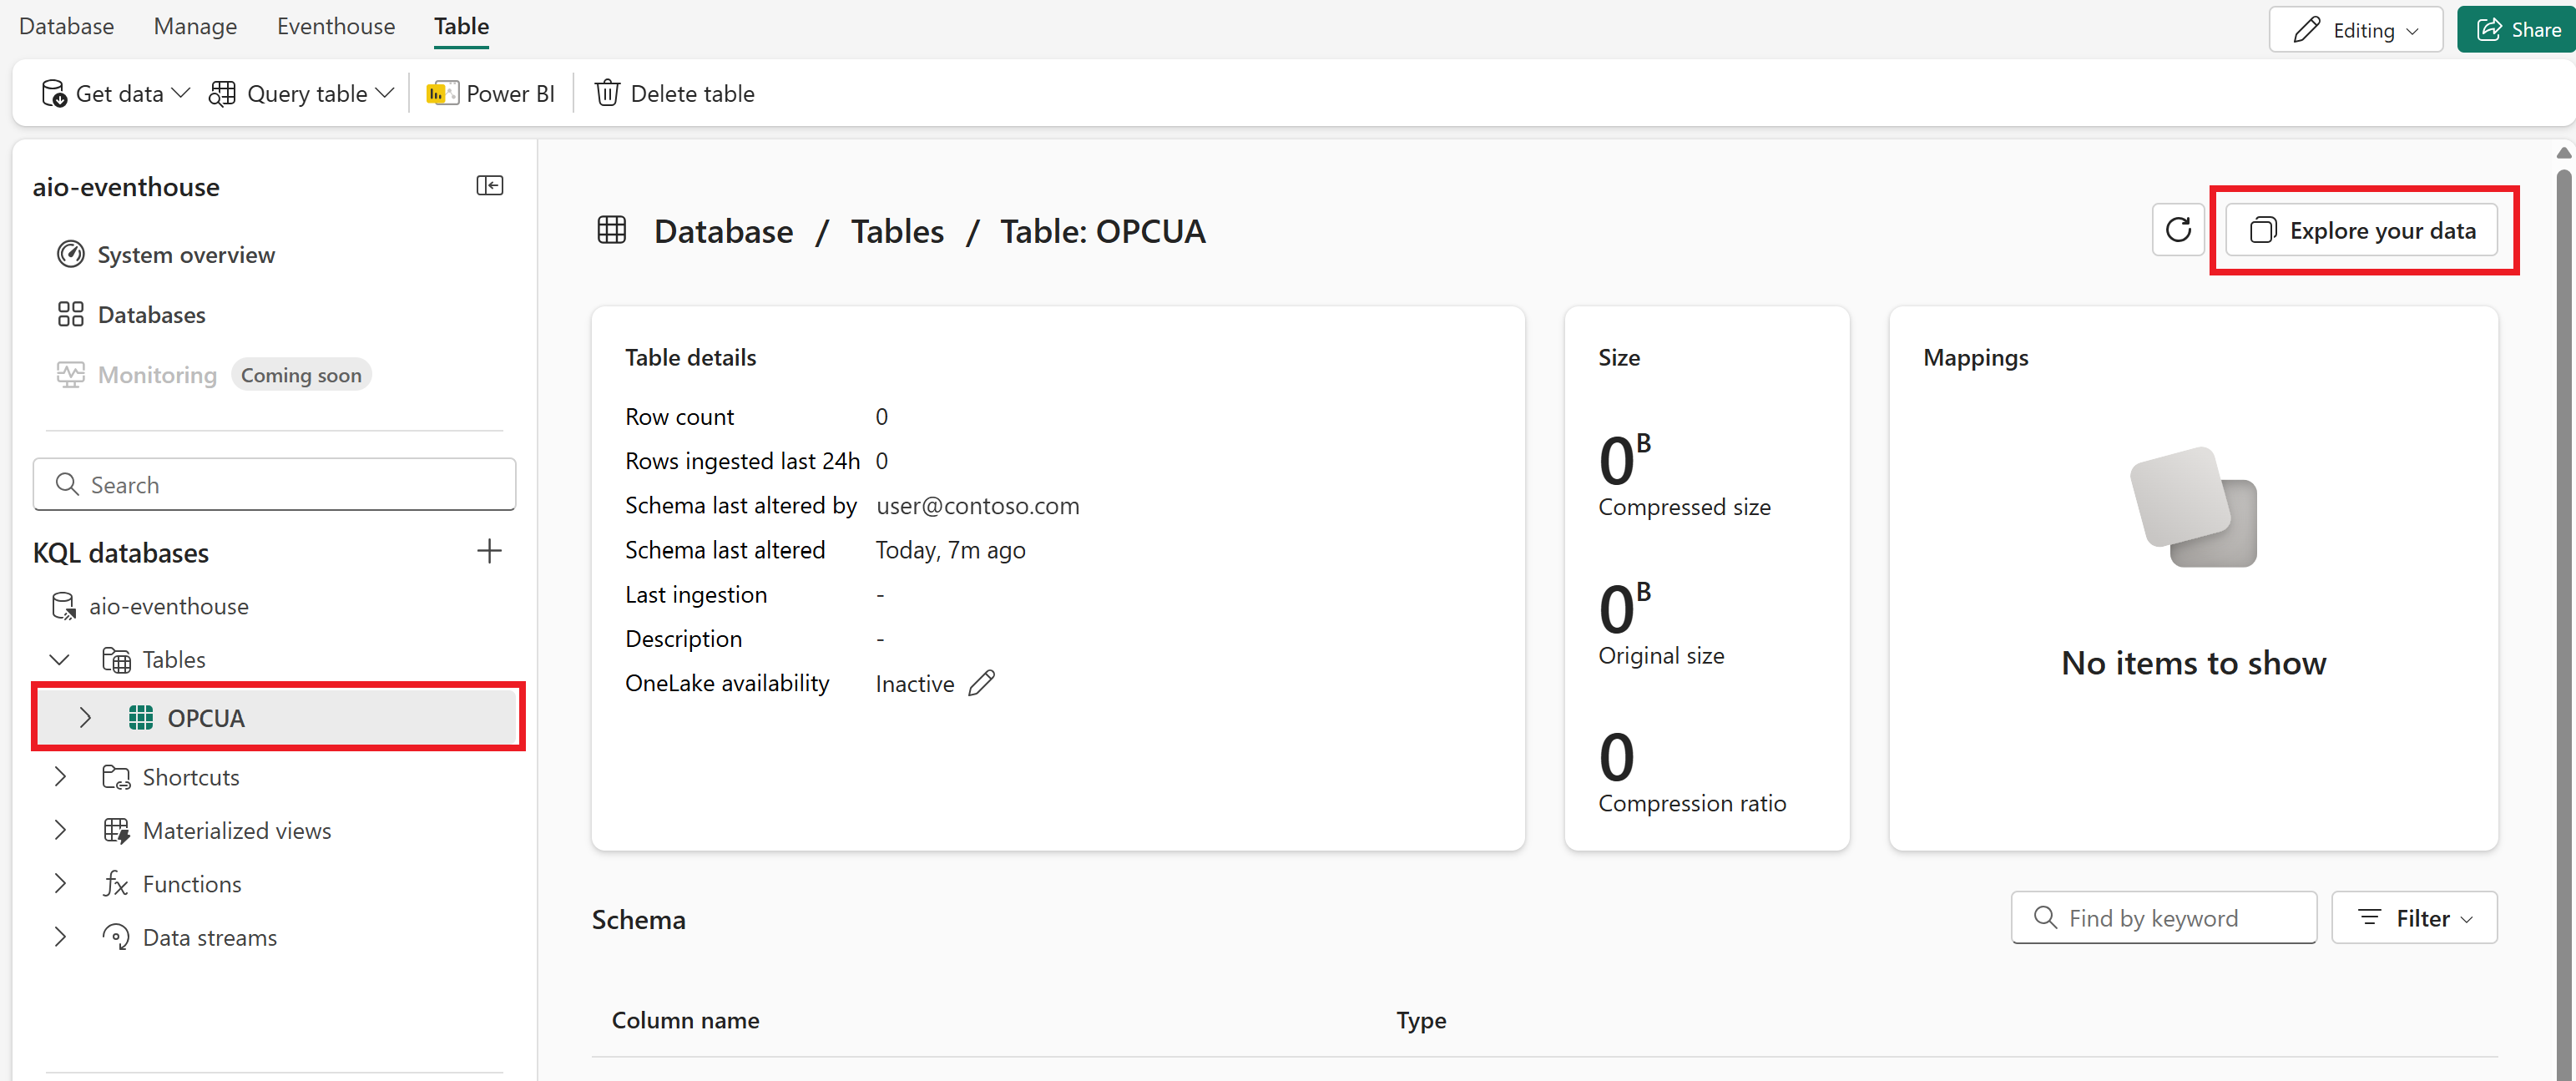 Database Manage Eventhouse Table
Editing Share
Get data Query table Power BI Delete table
aio-eventhouse
System overview
Databases
Monitoring Coming soon
Search
KQL databases
aio-eventhouse
Tables
OPCUA
Shortcuts
Materialized views
Functions
Data streams
Database / Tables / Table: OPCUA
Explore your data
Table details
Row count 0
Rows ingested last 24h 0
Schema last altered by user@contoso.com
Schema last altered Today, 7m ago
Last ingestion -
Description -
OneLake availability Inactive
Size
0 B
Compressed size
0 B
Original size
0
Compression ratio
Mappings
No items to show
Schema
Find by keyword Filter
Column name Type